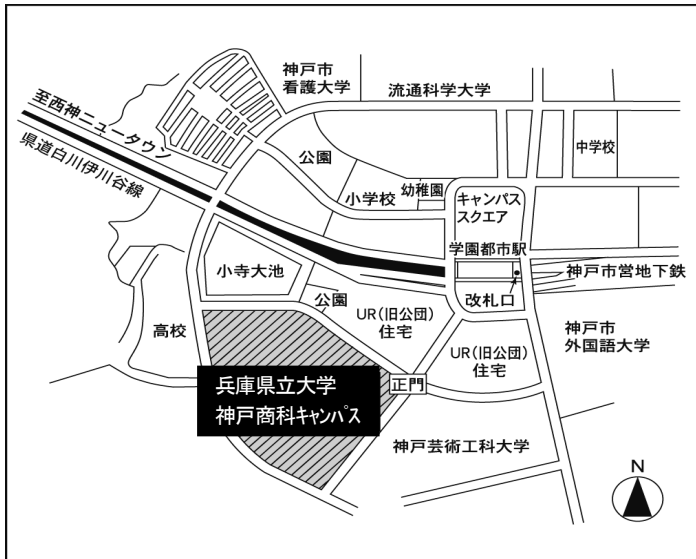 神戸市
看護大学
流通科学大学
至西神ニュータウン
県道白川伊川谷線
公園
中学校
小学校
幼稚園
キャンパス
スクエア
学園都市駅
神戸市営地下鉄
改札口
小寺大池
公園
UR(旧公団)
住宅
高校
神戸市
外国語大学
UR(旧公団)
住宅
兵庫県立大学
神戸商科キャンパス
正門
神戸芸術工科大学
N